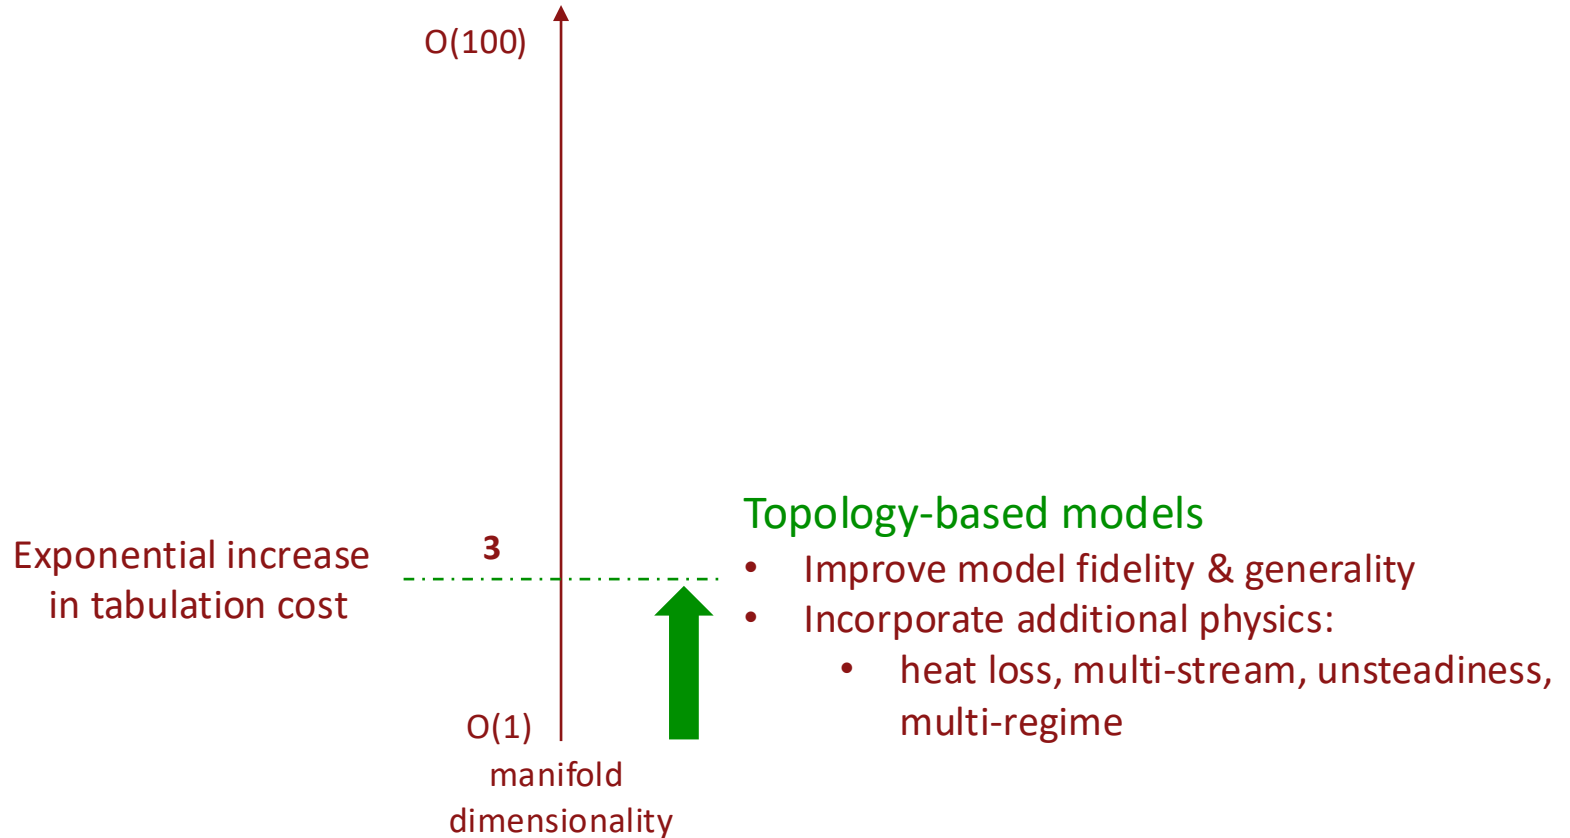 O(100)
Topology-based models
Exponential increase
in tabulation cost
3
• Improve model fidelity & generality
• Incorporate additional physics:
• heat loss, multi-stream, unsteadiness,
multi-regime
O(1)
manifold
dimensionality